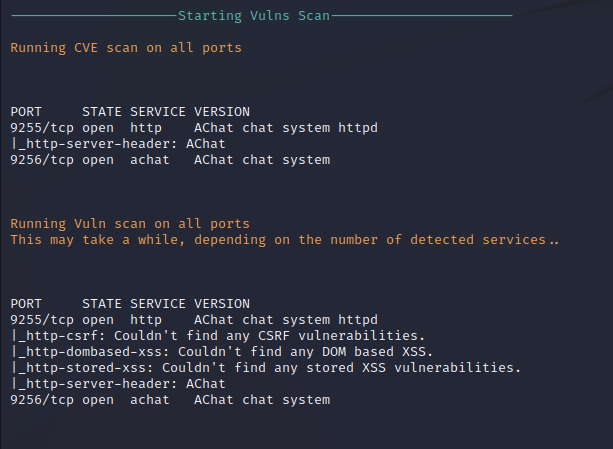 ---------------------Starting Vulns Scan-----------------------
Running CVE scan on all ports
PORT     STATE SERVICE VERSION
9255/tcp open  http    AChat chat system httpd
|_http-server-header: AChat
9256/tcp open  achat   AChat chat system
Running Vuln scan on all ports
This may take a while, depending on the number of detected services..
PORT     STATE SERVICE VERSION
9255/tcp open  http    AChat chat system httpd
|_http-csrf: Couldn't find any CSRF vulnerabilities.
|_http-dombased-xss: Couldn't find any DOM based XSS.
|_http-stored-xss: Couldn't find any stored XSS vulnerabilities.
|_http-server-header: AChat
9256/tcp open  achat   AChat chat system